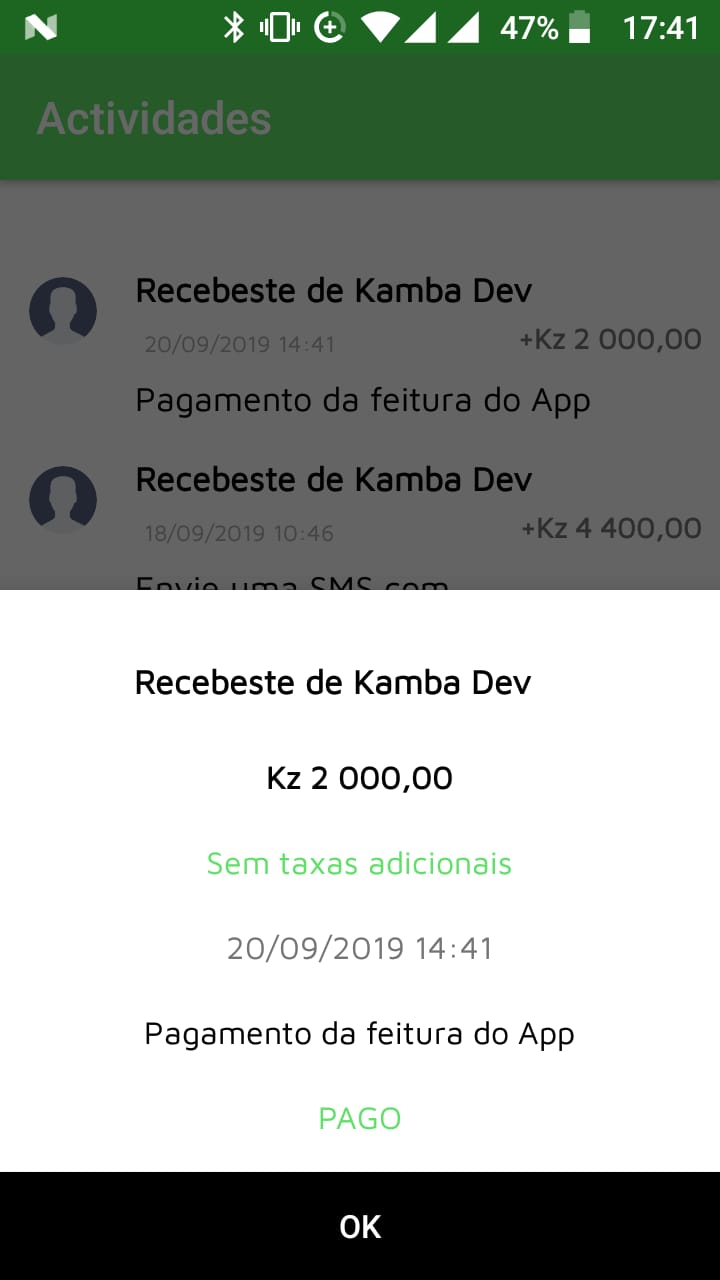 47% 17:41
Actividades
Recebeste de Kamba Dev
20/09/2019 14:41 +Kz 2 000,00
Pagamento da feitura do App
Recebeste de Kamba Dev
18/09/2019 10:46 +Kz 4 400,00
Envie uma SMS com
Recebeste de Kamba Dev
Kz 2 000,00
Sem taxas adicionais
20/09/2019 14:41
Pagamento da feitura do App
PAGO
OK